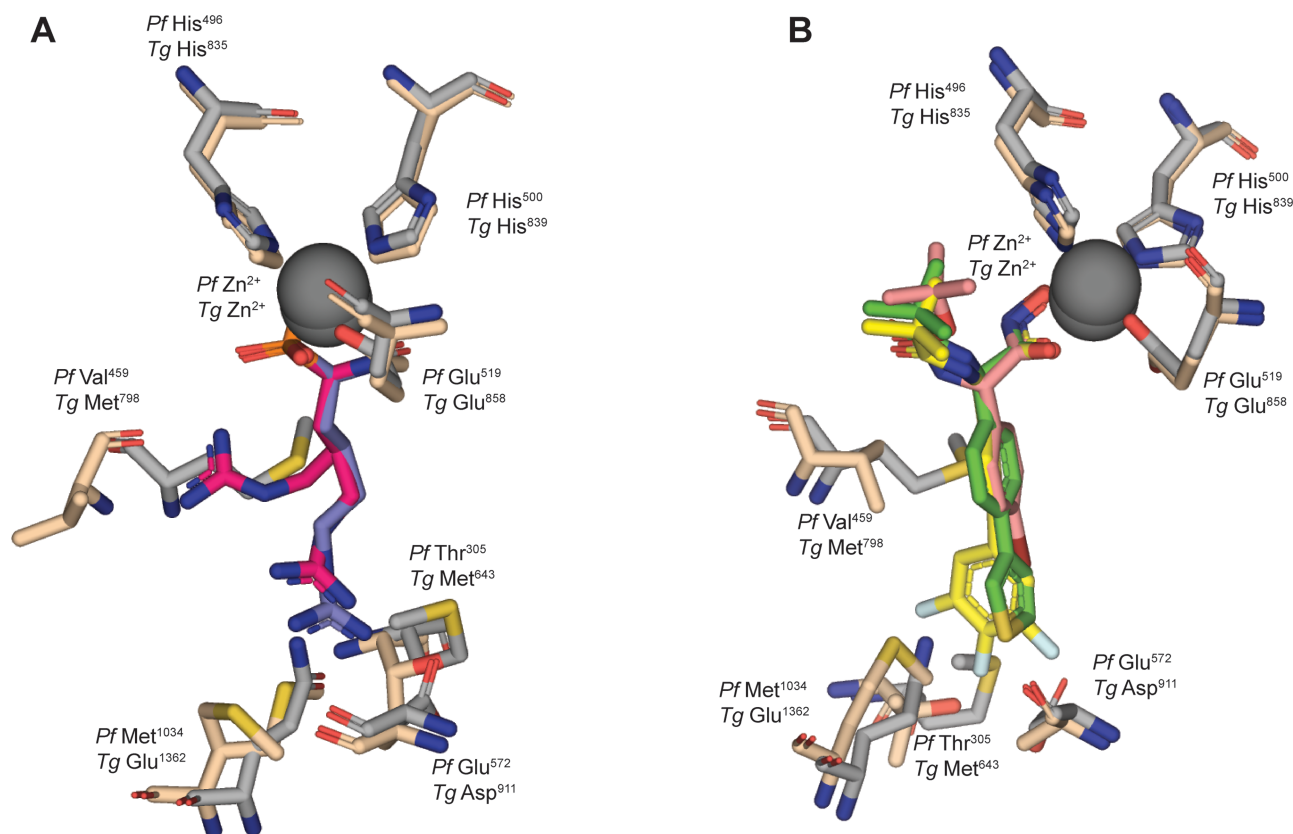 A
Pf His496
Tg His835
Pf His500
Tg His839
Pf Zn2+
Tg Zn2+
Pf Val459
Tg Met798
Pf Glu519
Tg Glu858
Pf Thr305
Tg Met643
Pf Met1034
Tg Glu1362
Pf Glu572
Tg Asp911
B
Pf His496
Tg His835
Pf His500
Tg His839
Pf Zn2+
Tg Zn2+
Pf Glu519
Tg Glu858
Pf Val459
Tg Met798
Pf Glu572
Tg Asp911
Pf Met1034
Tg Glu1362
Pf Thr305
Tg Met643